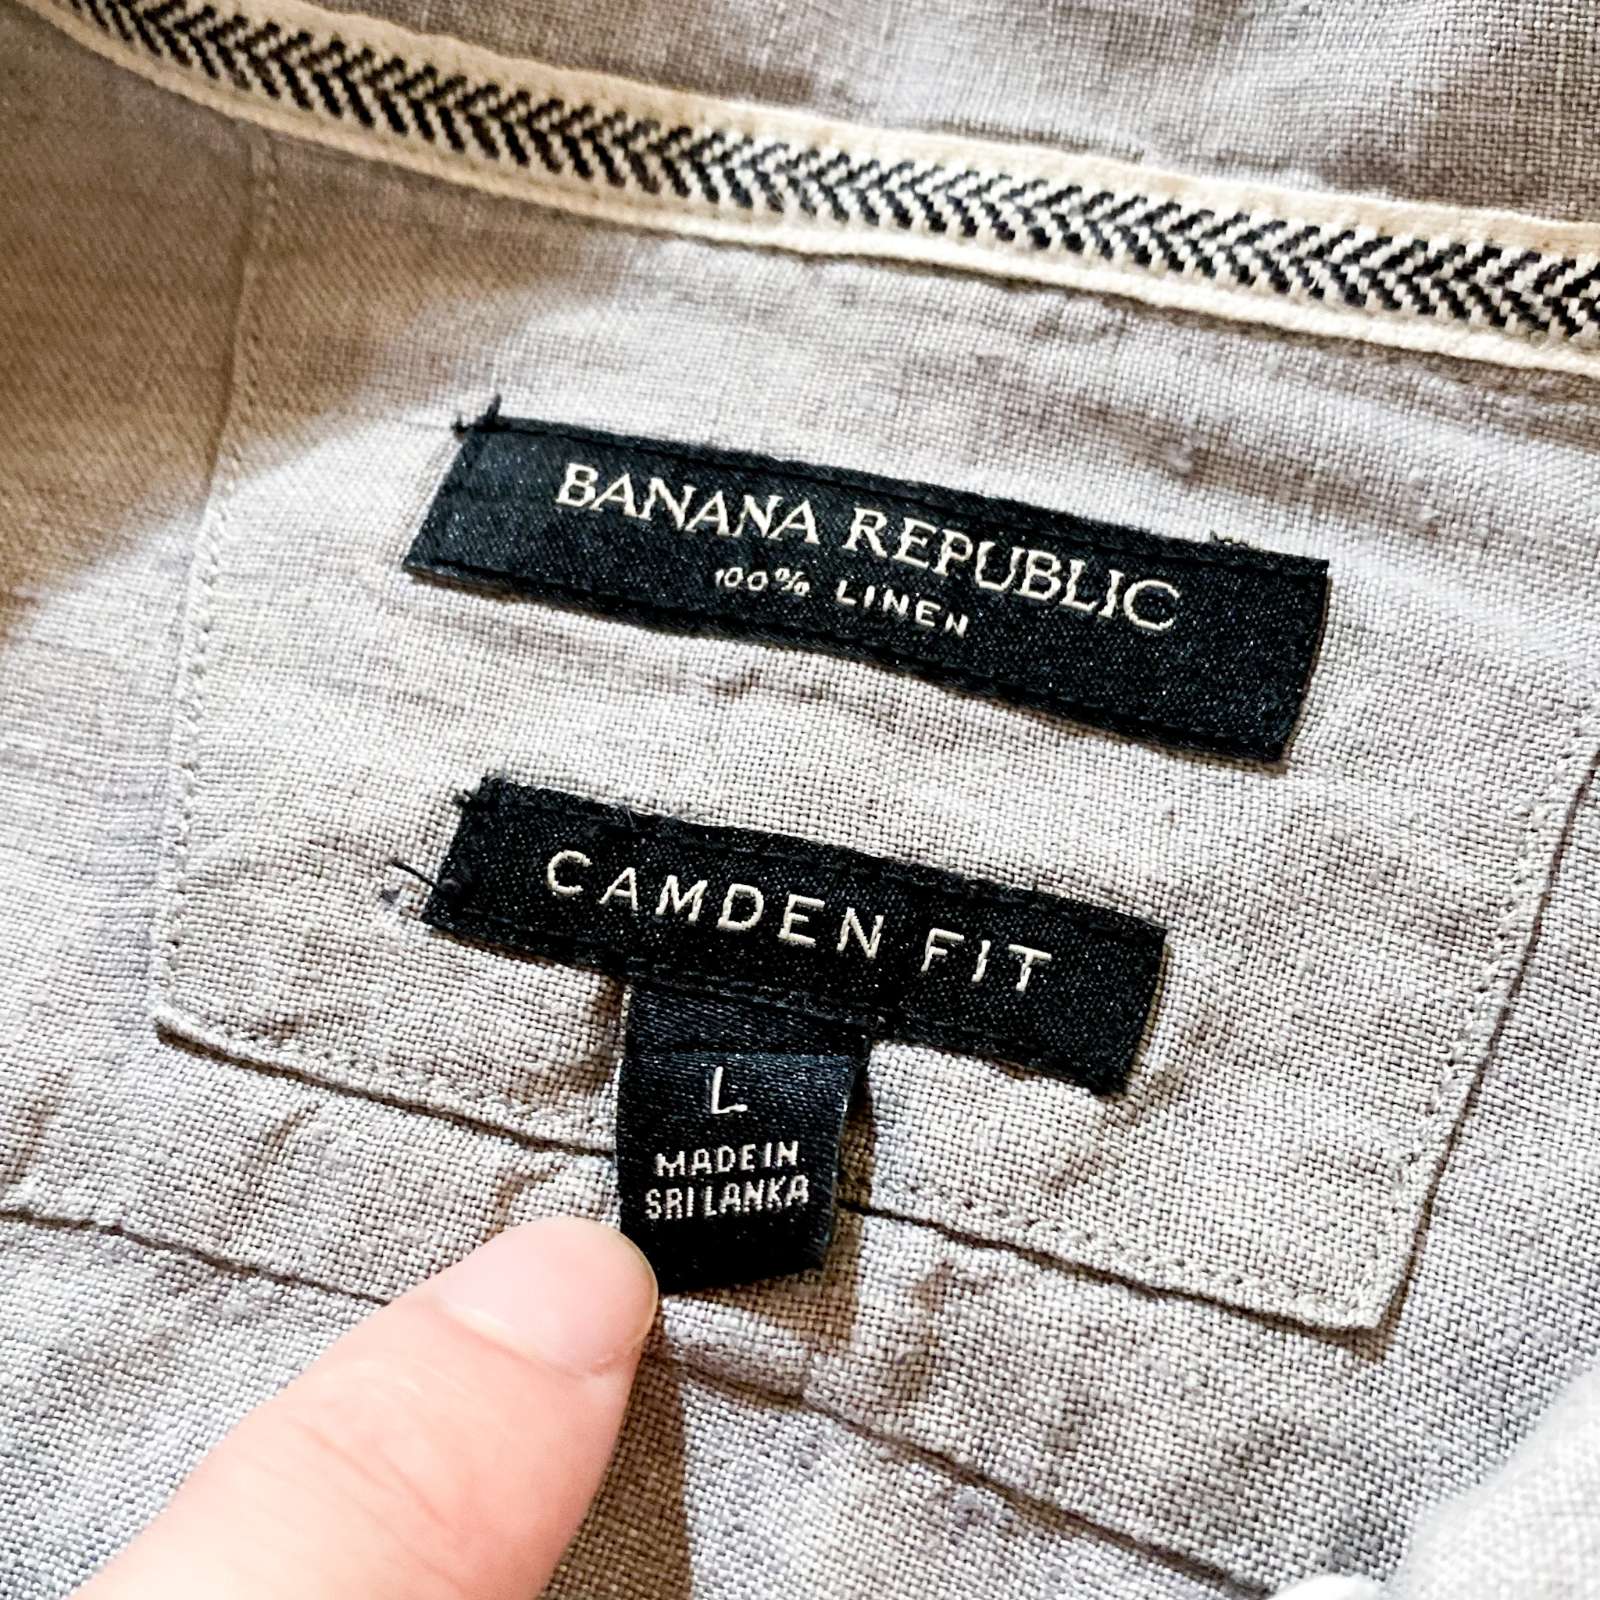 BANANA REPUBLIC
100% LINEN
CAMDEN FIT
L
MADE IN
SRI LANKA